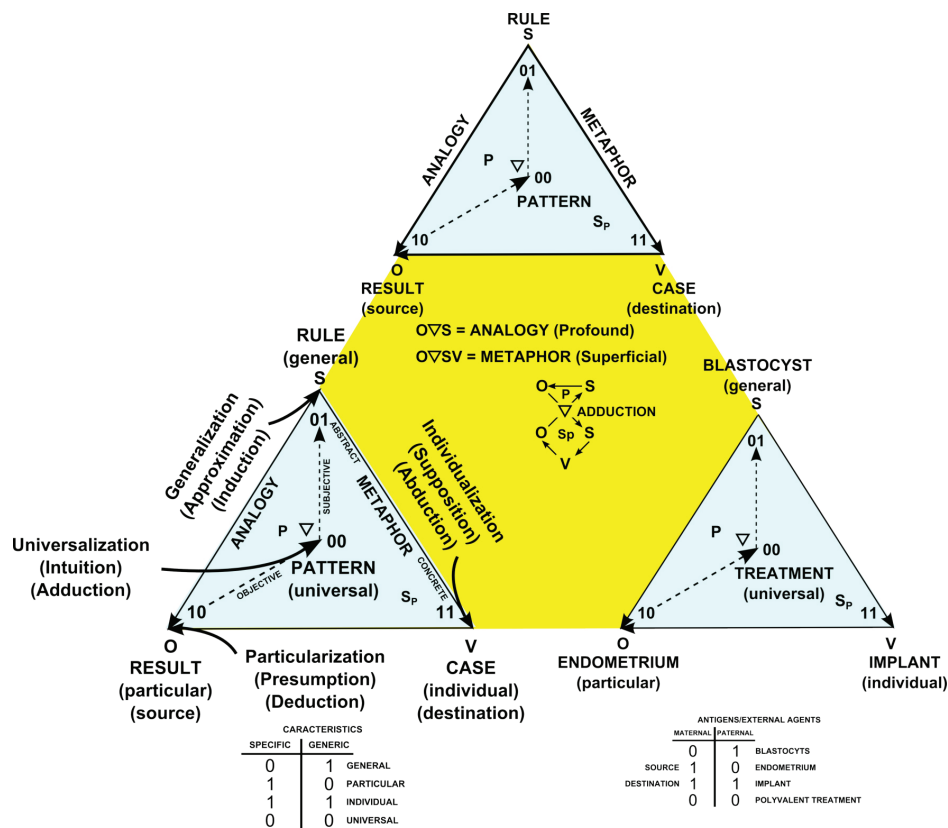 RULE
S
01
ANALOGY
METAPHOR
P ▽
00
PATTERN
Sₚ
10
11
O
V
RESULT
(source)
CASE
(destination)
O▽S = ANALOGY (Profound)
O▽SV = METAPHOR (Superficial)
O S
P
▽ ADDUCTION
O Sp S
V
RULE
(general)
S
01
ABSTRACT
SUBJECTIVE
Generalization
(Approximation)
(Induction)
ANALOGY
METAPHOR
Individualization
(Supposition)
(Abduction)
P ▽
00
PATTERN
(universal)
Universalization
(Intuition)
(Adduction)
OBJECTIVE
CONCRETE
Sₚ
10
11
O
V
RESULT
(particular)
(source)
Particularization
(Presumption)
(Deduction)
CASE
(individual)
(destination)
BLASTOCYST
(general)
S
01
P ▽
00
TREATMENT
(universal)
Sₚ
10
11
O
V
ENDOMETRIUM
(particular)
IMPLANT
(individual)
CARACTERISTICS
SPECIFIC GENERIC
0 1 GENERAL
1 0 PARTICULAR
1 1 INDIVIDUAL
0 0 UNIVERSAL
ANTIGENS/EXTERNAL AGENTS
MATERNAL PATERNAL
0 1 BLASTOCYTS
SOURCE 1 0 ENDOMETRIUM
DESTINATION 1 1 IMPLANT
0 0 POLYVALENT TREATMENT